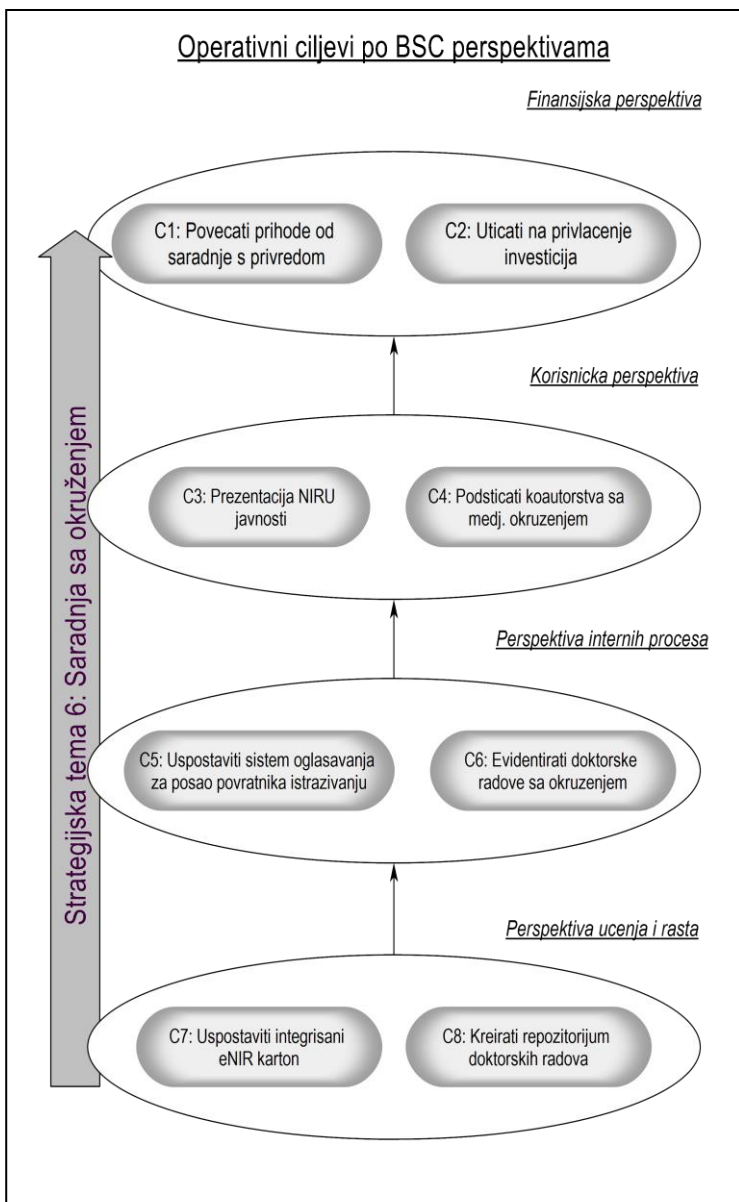 Operativni ciljevi po BSC perspektivama
Finansijska perspektiva
C1: Povecati prihode od
saradnje s privredom
C2: Uticati na privlacenje
investicija
Korisnicka perspektiva
C3: Prezentacija NIRU
javnosti
C4: Podsticati koautorstva sa
medj. okruzenjem
Perspektiva internih procesa
C5: Uspostaviti sistem oglasavanja
za posao povratnika istrazivanju
C6: Evidentirati doktorske
radove sa okruzenjem
Perspektiva ucenja i rasta
C7: Uspostaviti integrisani
eNIR karton
C8: Kreirati repozitorijum
doktorskih radova
Strategijska tema 6: Saradnja sa okruženjem